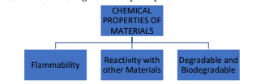 CHEMICAL
PROPERTIES OF
MATERIALS
Flammability
Reactivity with
other Materials
Degradable and
Biodegradable